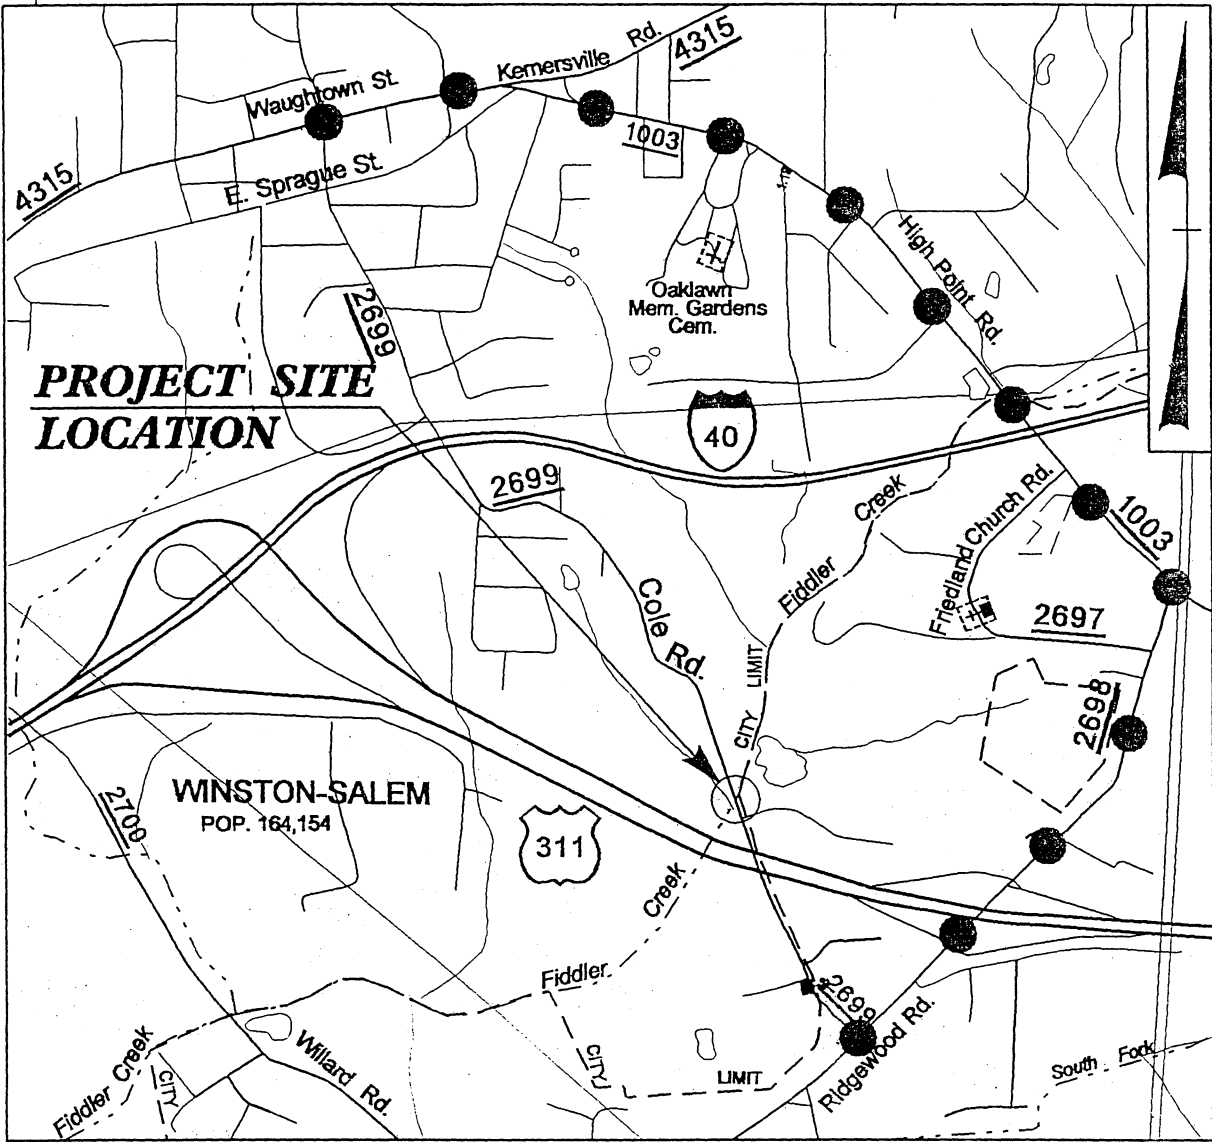 Kernersville Rd.
4315
Waughtown St.
1003
E. Sprague St.
4315
High Point Rd.
Oaklawn
Mem. Gardens
Cem.
2699
PROJECT SITE
LOCATION
40
2699
Creek
Friedland Church Rd.
1003
Fiddler
Cole Rd.
2697
CITY LIMIT
2698
WINSTON-SALEM
POP. 164,154
2700
311
Creek
Fiddler
2699
Ridgewood Rd.
Fiddler Creek
CITY
Willard Rd.
CITY
LIMIT
South Fork